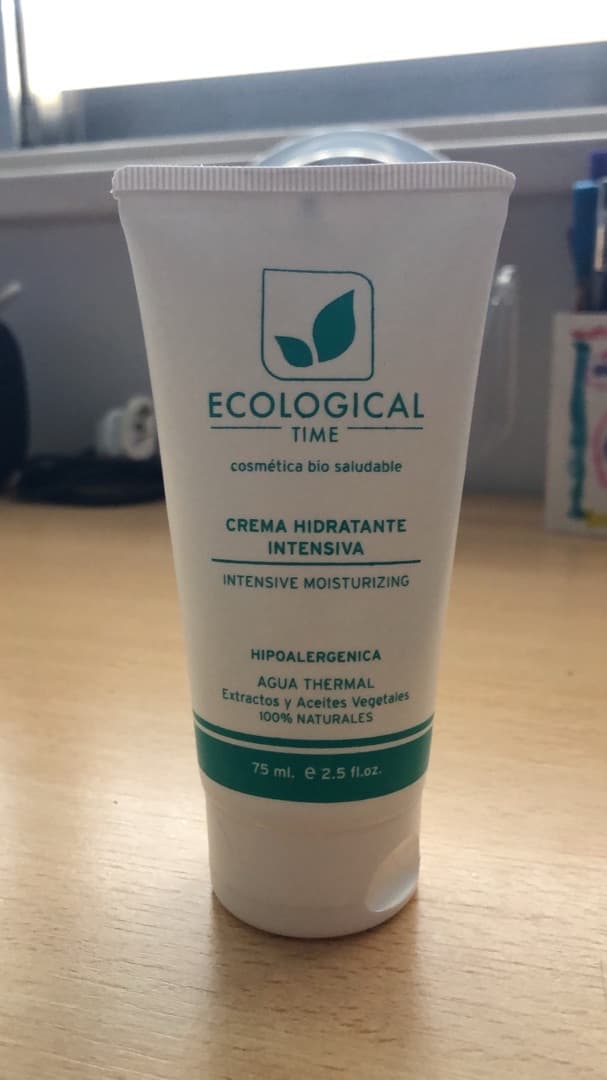 ECOLOGICAL
TIME
cosmética bio saludable
CREMA HIDRATANTE
INTENSIVA
INTENSIVE MOISTURIZING
HIPOALERGENICA
AGUA THERMAL
Extractos y Aceites Vegetales
100% NATURALES
75 ml. e 2.5 fl.oz.